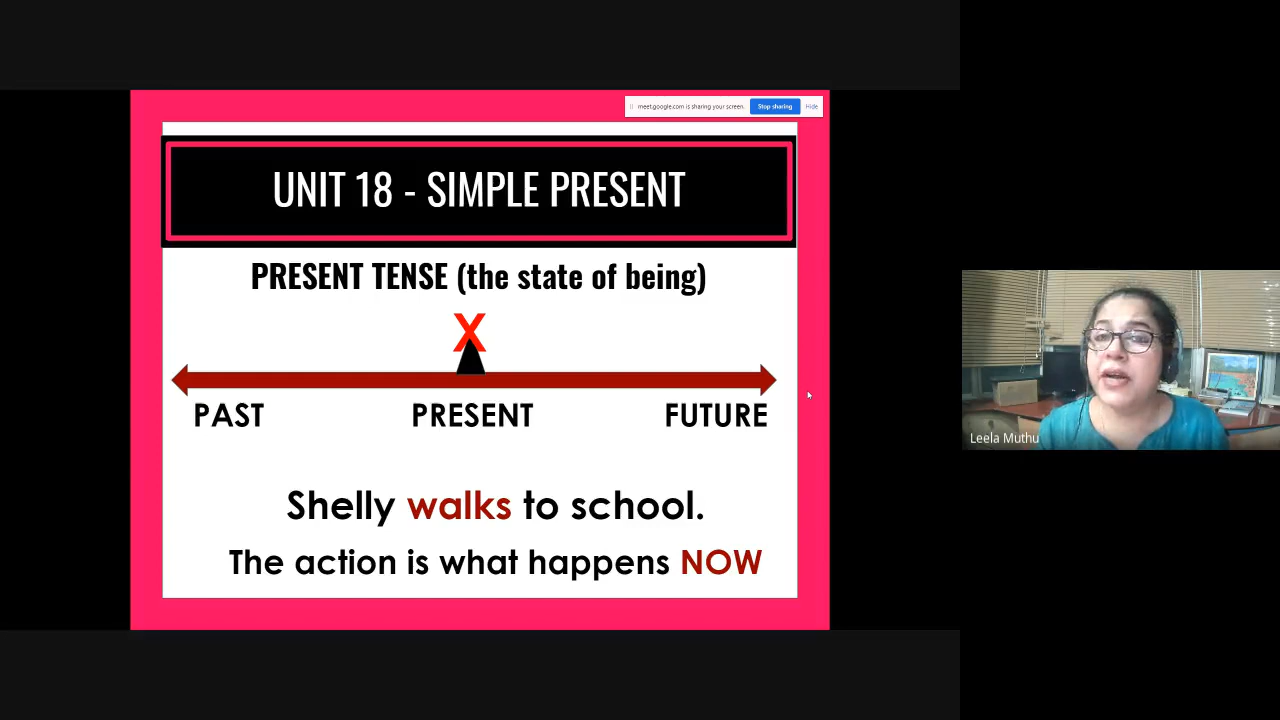 meet.google.com is sharing your screen.
Stop sharing
Hide
UNIT 18 - SIMPLE PRESENT
PRESENT TENSE (the state of being)
X
PAST
PRESENT
FUTURE
Shelly walks to school.
The action is what happens NOW
Leela Muthu